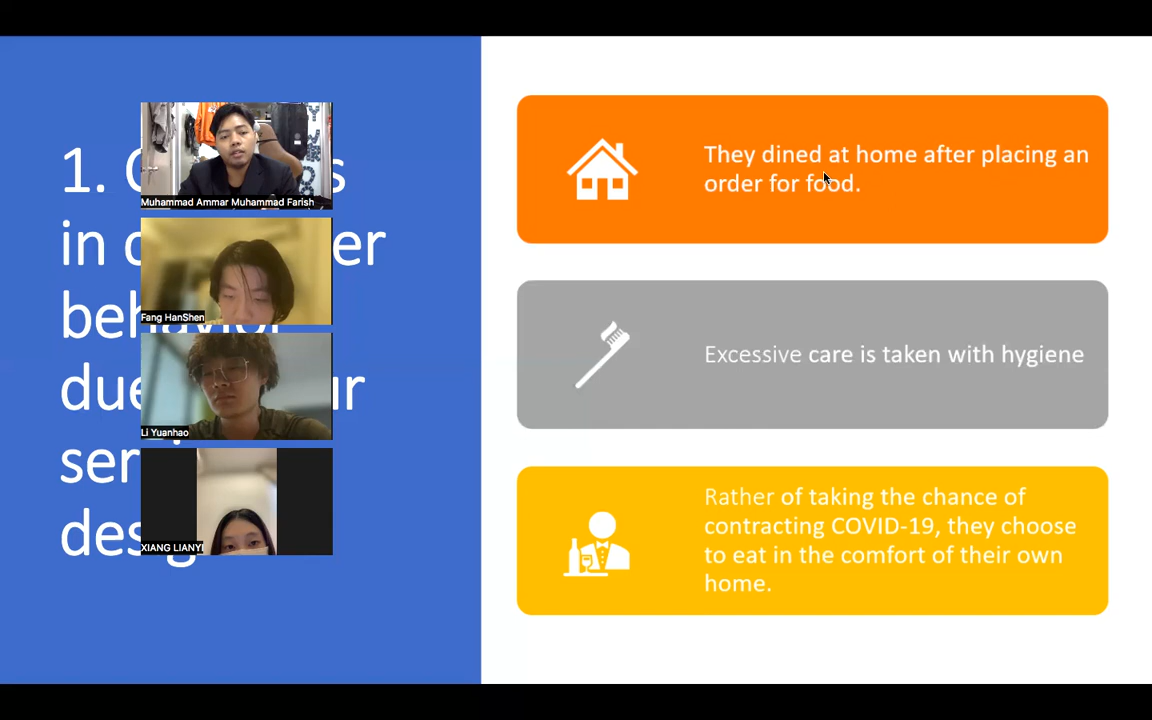 1.
in er
beh
due
ser
des
Muhammad Ammar Muhammad Farish
Fang HanShen
Li Yuanhao
XIANG LIANYI
They dined at home after placing an
order for food.
Excessive care is taken with hygiene
Rather of taking the chance of
contracting COVID-19, they choose
to eat in the comfort of their own
home.